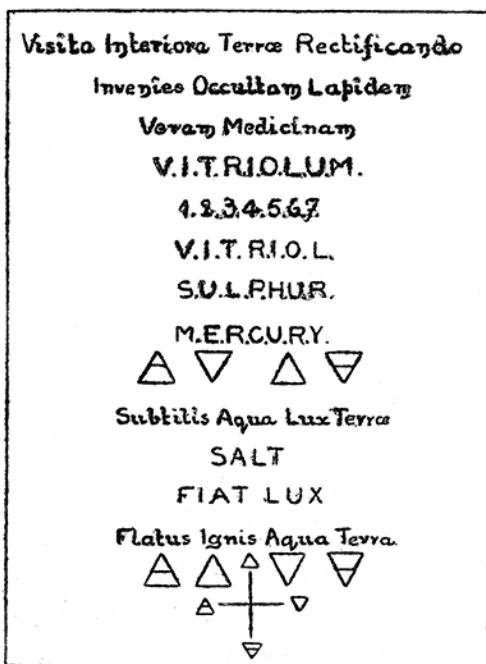 Visita Interiora Terræ Rectificando
Invenies Occultam Lapidem
Veram Medicinam
V.I.T.R.I.O.L.U.M.
1.2.3.4.5.6.7.
V.I.T.R.I.O.L.
S.U.L.P.H.U.R.
M.E.R.C.U.R.Y.
Subtilis Aqua Lux Terræ
SALT
FIAT LUX
Flatus Ignis Aqua Terra.